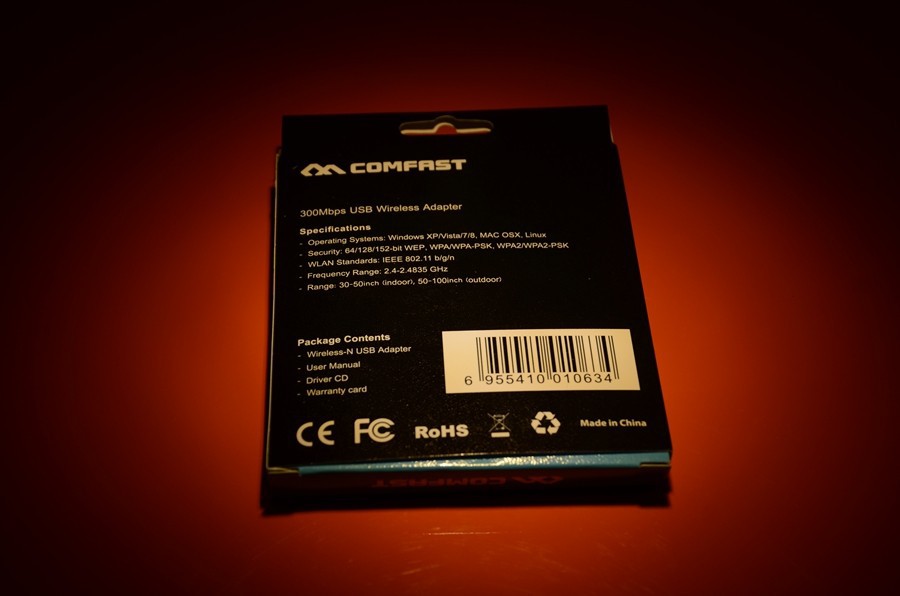 COMFAST
300Mbps USB Wireless Adapter
Specifications
- Operating Systems: Windows XP/Vista/7/8, MAC OSX, Linux
- Security: 64/128/152-bit WEP, WPA/WPA-PSK, WPA2/WPA2-PSK
- WLAN Standards: IEEE 802.11 b/g/n
- Frequency Range: 2.4-2.4835 GHz
- Range: 30-50inch (indoor), 50-100inch (outdoor)
Package Contents
- Wireless-N USB Adapter
- User Manual
- Driver CD
- Warranty card
6 955410 010634
CE FC RoHS Made in China
COMFAST